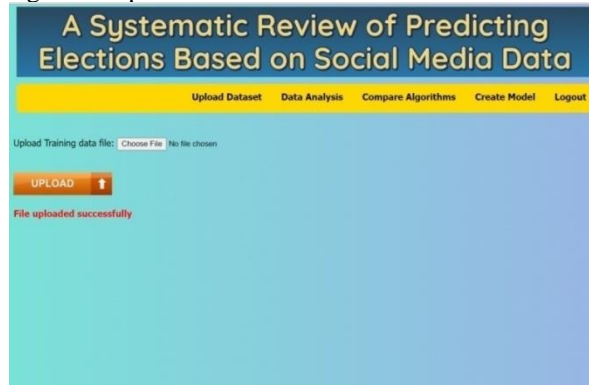 A Systematic Review of Predicting
Elections Based on Social Media Data
Upload Dataset Data Analysis Compare Algorithms Create Model Logout
Upload Training data file: Choose File No file chosen
UPLOAD
File uploaded successfully